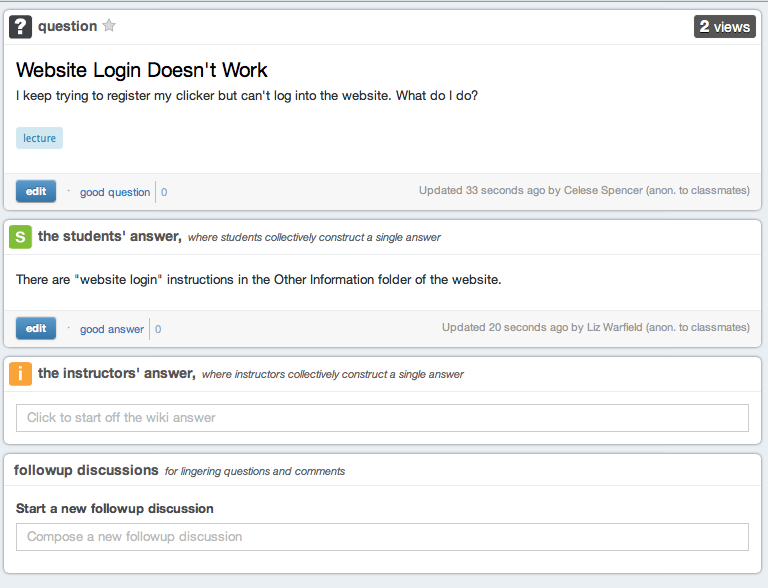 ? question 2 views
Website Login Doesn't Work
I keep trying to register my clicker but can't log into the website. What do I do?
lecture
edit · good question 0 Updated 33 seconds ago by Celese Spencer (anon. to classmates)
S the students' answer, where students collectively construct a single answer
There are "website login" instructions in the Other Information folder of the website.
edit · good answer 0 Updated 20 seconds ago by Liz Warfield (anon. to classmates)
i the instructors' answer, where instructors collectively construct a single answer
Click to start off the wiki answer
followup discussions for lingering questions and comments
Start a new followup discussion
Compose a new followup discussion